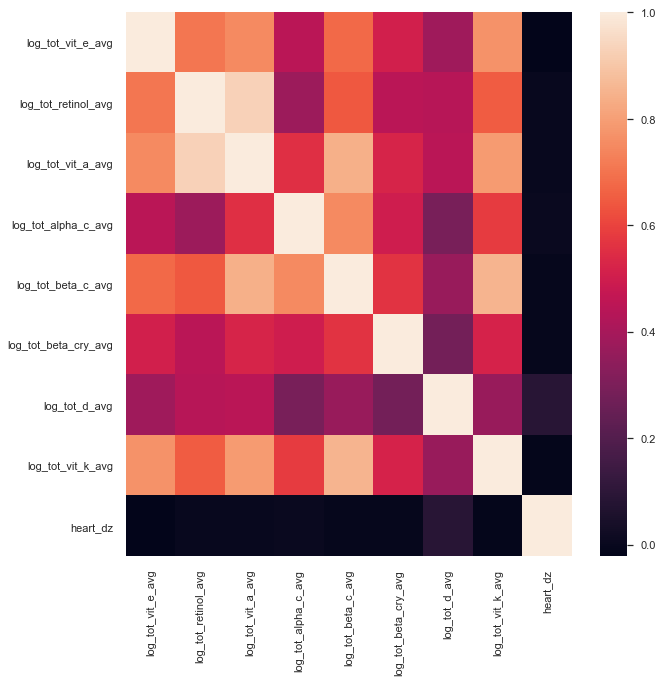 log_tot_vit_e_avg
log_tot_retinol_avg
log_tot_vit_a_avg
log_tot_alpha_c_avg
log_tot_beta_c_avg
log_tot_beta_cry_avg
log_tot_d_avg
log_tot_vit_k_avg
heart_dz
log_tot_vit_e_avg
log_tot_retinol_avg
log_tot_vit_a_avg
log_tot_alpha_c_avg
log_tot_beta_c_avg
log_tot_beta_cry_avg
log_tot_d_avg
log_tot_vit_k_avg
heart_dz
1.0
0.8
0.6
0.4
0.2
0.0